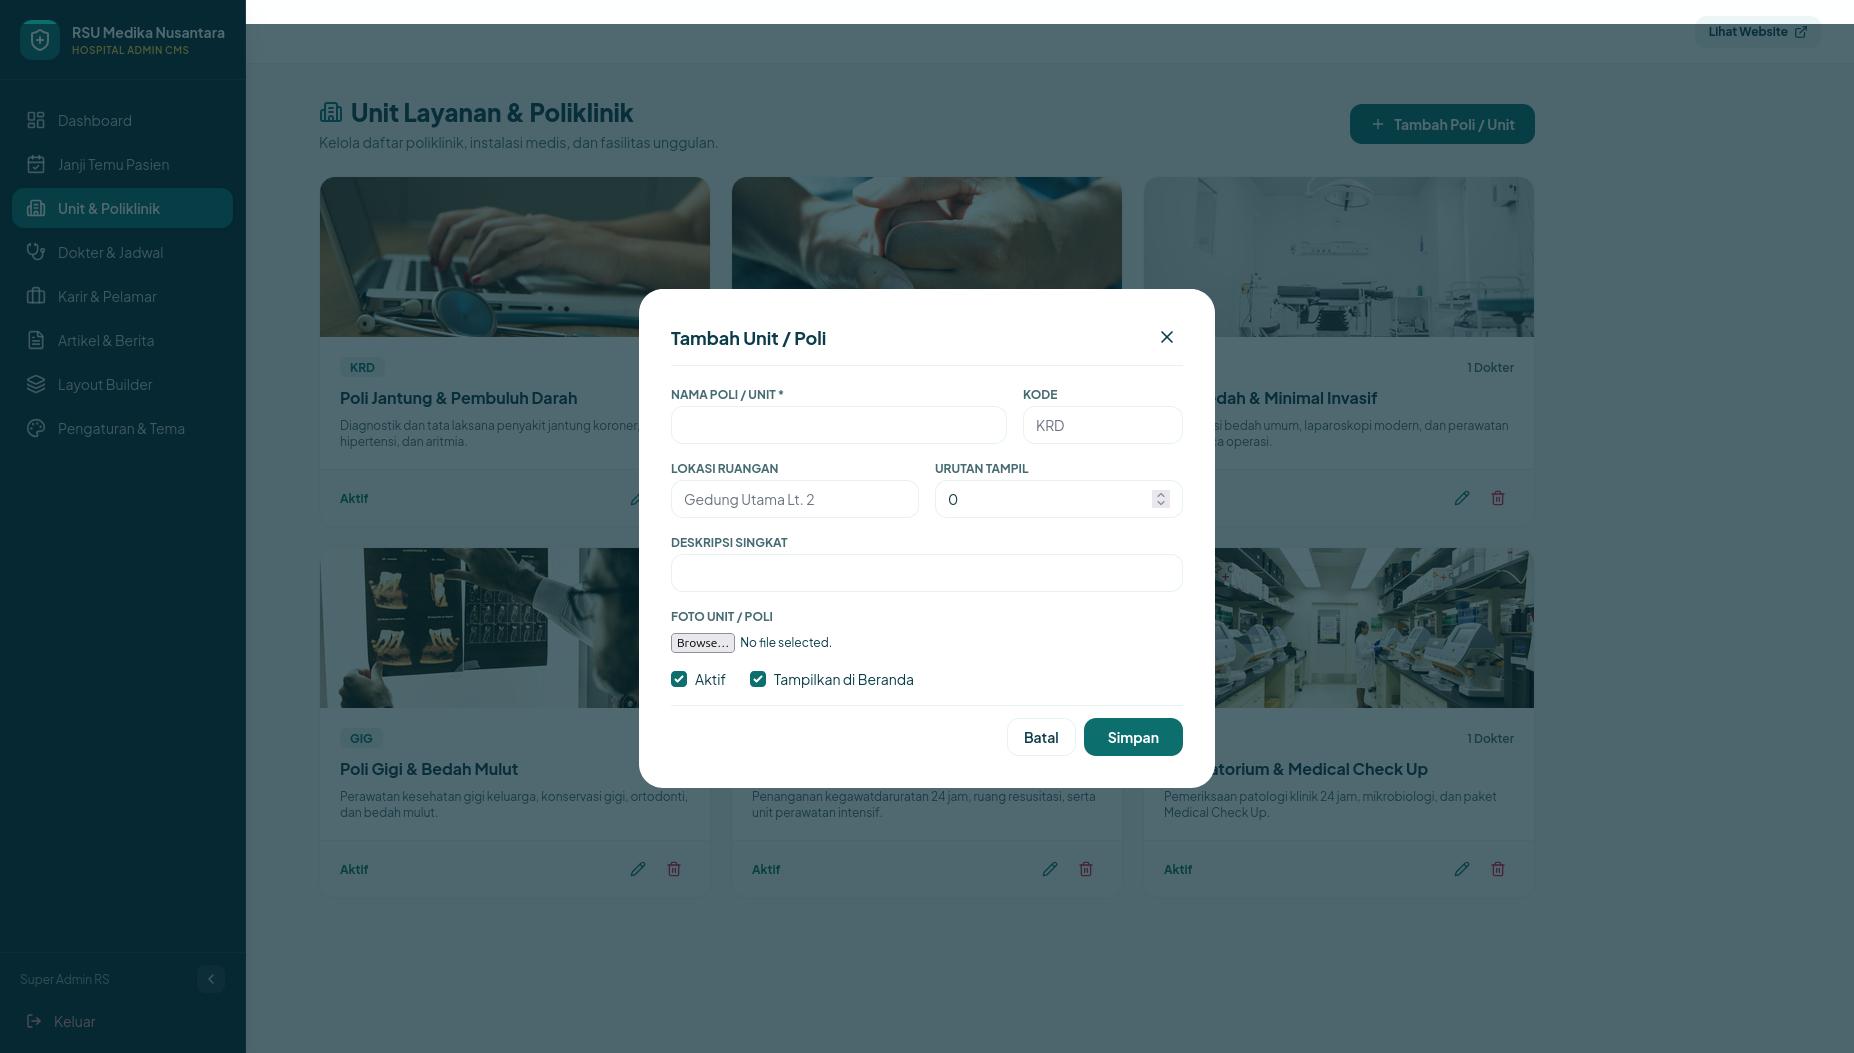 RSU Medika Nusantara
HOSPITAL ADMIN CMS
Dashboard
Janji Temu Pasien
Unit & Poliklinik
Dokter & Jadwal
Karir & Pelamar
Artikel & Berita
Layout Builder
Pengaturan & Tema
Super Admin RS
Keluar
Lihat Website
Unit Layanan & Poliklinik
Kelola daftar poliklinik, instalasi medis, dan fasilitas unggulan.
+ Tambah Poli / Unit
KRD
Poli Jantung & Pembuluh Darah
Diagnostik dan tata laksana penyakit jantung koroner,
hipertensi, dan aritmia.
Aktif
1 Dokter
& Minimal Invasif
bedah umum, laparoskopi modern, dan perawatan
operasi.
Tambah Unit / Poli
NAMA POLI / UNIT *
KODE
KRD
LOKASI RUANGAN
URUTAN TAMPIL
Gedung Utama Lt. 2
0
DESKRIPSI SINGKAT
FOTO UNIT / POLI
Browse... No file selected.
Aktif
Tampilkan di Beranda
Batal
Simpan
GIG
Poli Gigi & Bedah Mulut
Perawatan kesehatan gigi keluarga, konservasi gigi, ortodonti,
dan bedah mulut.
Aktif
Penanganan kegawatdaruratan 24 jam, ruang resusitasi, serta
unit perawatan intensif.
Aktif
1 Dokter
& Medical Check Up
Pemeriksaan patologi klinik 24 jam, mikrobiologi, dan paket
Medical Check Up.
Aktif